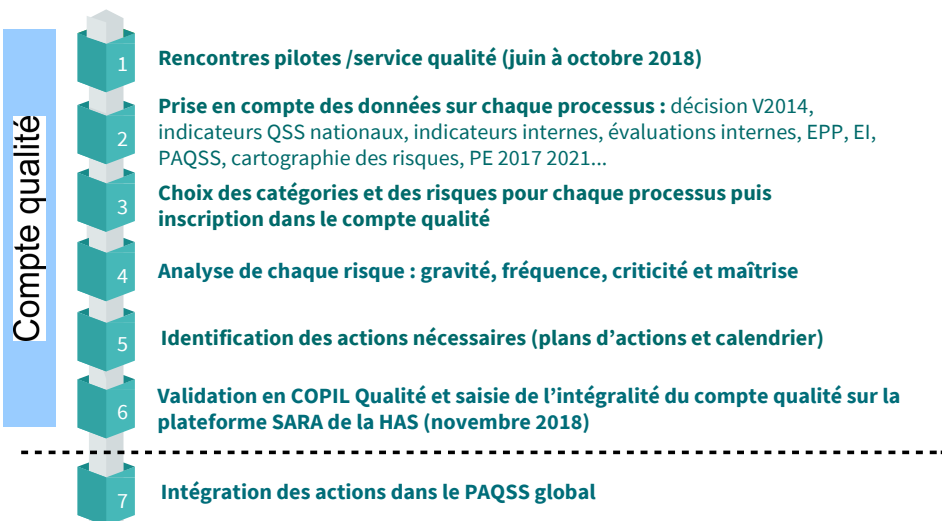 Compte qualité
1
Rencontres pilotes /service qualité (juin à octobre 2018)
2
Prise en compte des données sur chaque processus : décision V2014,
indicateurs QSS nationaux, indicateurs internes, évaluations internes, EPP, EI,
PAQSS, cartographie des risques, PE 2017 2021...
3
Choix des catégories et des risques pour chaque processus puis
inscription dans le compte qualité
4
Analyse de chaque risque : gravité, fréquence, criticité et maîtrise
5
Identification des actions nécessaires (plans d’actions et calendrier)
6
Validation en COPIL Qualité et saisie de l’intégralité du compte qualité sur la
plateforme SARA de la HAS (novembre 2018)
7
Intégration des actions dans le PAQSS global